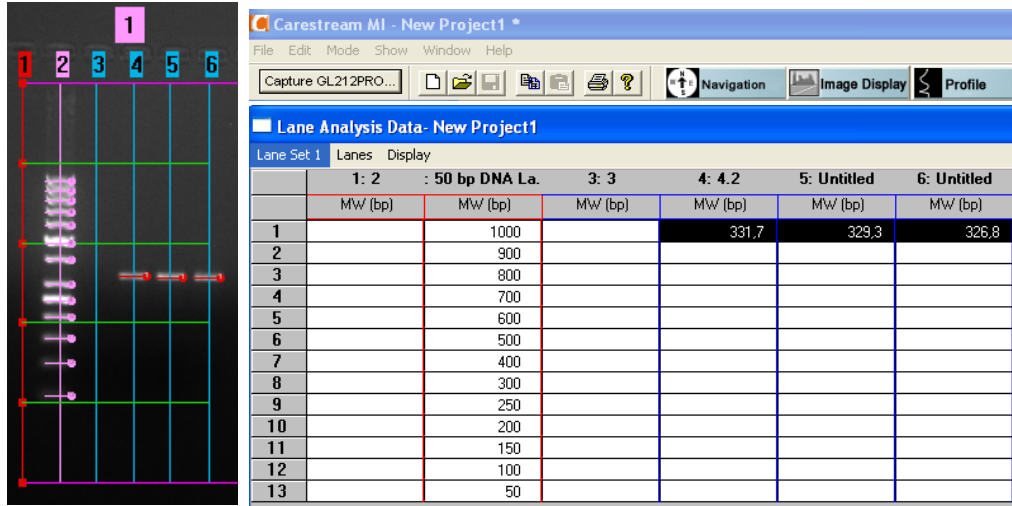 1
1 2 3 4 5 6
Carestream MI - New Project1 *
File Edit Mode Show Window Help
Capture GL212PRO... Navigation Image Display Profile
Lane Analysis Data- New Project1
Lane Set 1 Lanes Display
1: 2 : 50 bp DNA La. 3: 3 4: 4.2 5: Untitled 6: Untitled
MW (bp) MW (bp) MW (bp) MW (bp) MW (bp) MW (bp)
1 1000 331,7 329,3 326,8
2 900
3 800
4 700
5 600
6 500
7 400
8 300
9 250
10 200
11 150
12 100
13 50